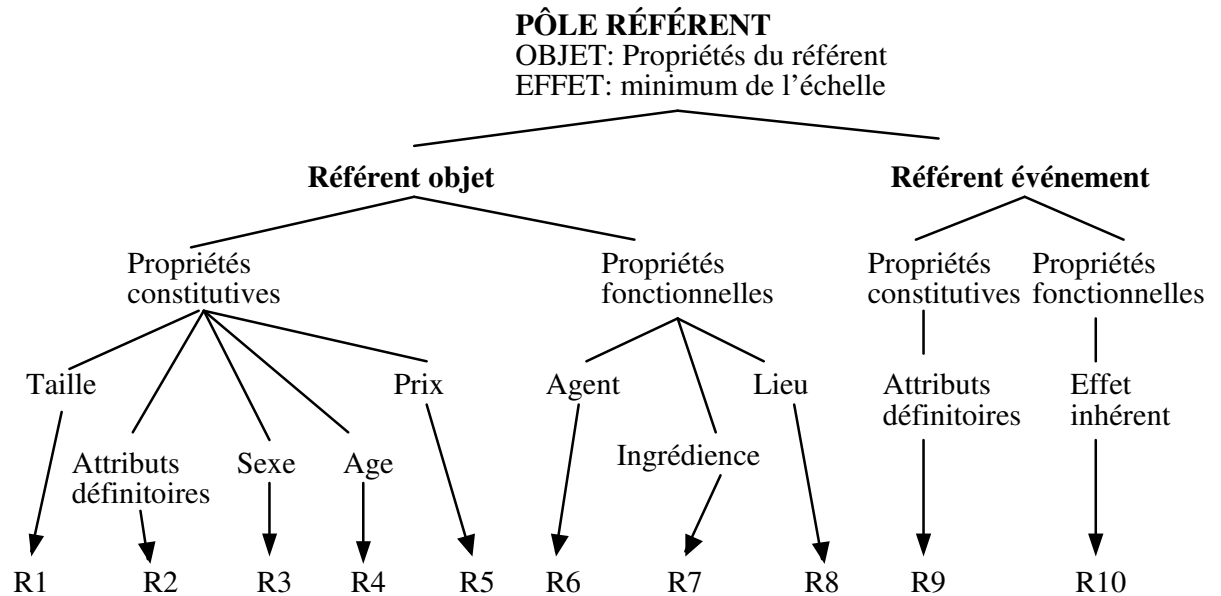 PÔLE RÉFÉRENT
OBJET: Propriétés du référent
EFFET: minimum de l'échelle
Référent objet
Référent événement
Propriétés
constitutives
Propriétés
fonctionnelles
Propriétés
constitutives
Propriétés
fonctionnelles
Taille
Prix
Agent
Lieu
Attributs
définitoires
Effet
inhérent
Attributs
définitoires
Sexe
Age
Ingrédience
R1
R2
R3
R4
R5
R6
R7
R8
R9
R10